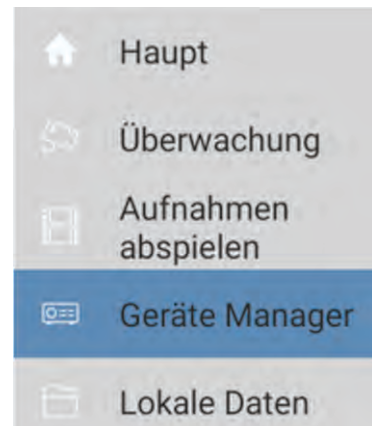 Haupt
Überwachung
Aufnahmen
abspielen
Geräte Manager
Lokale Daten